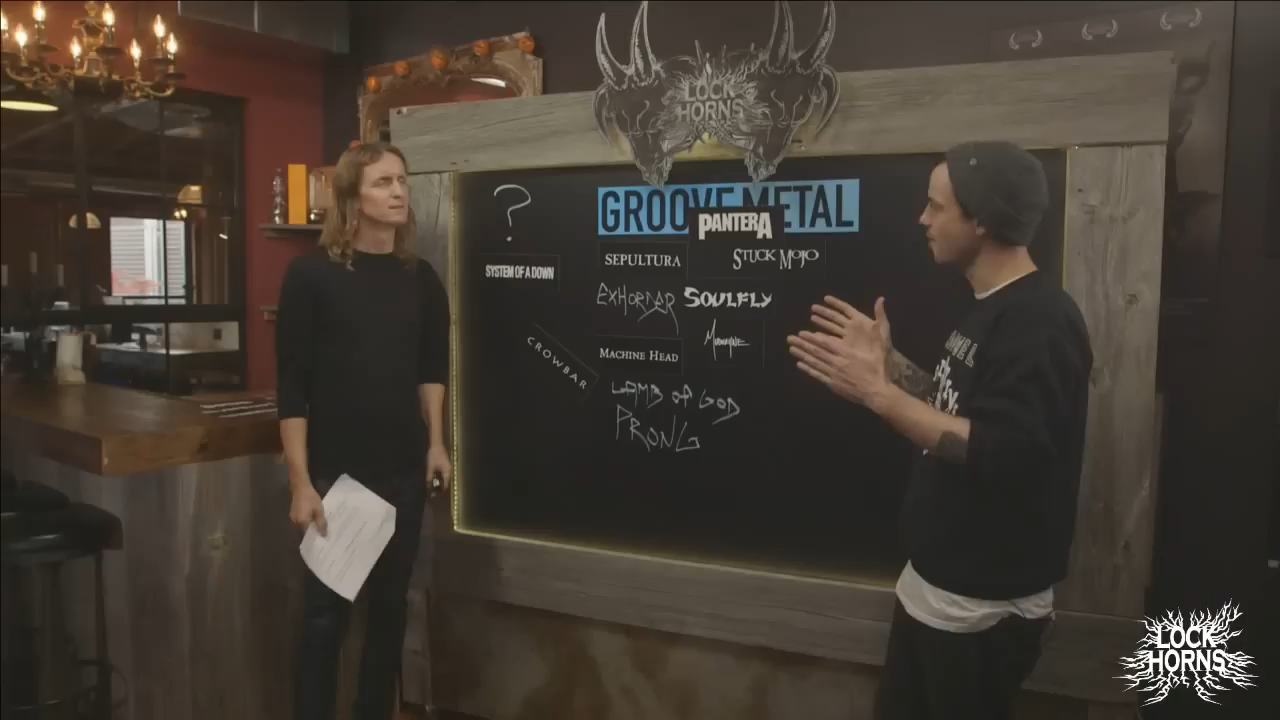 LOCK
HORNS
?
GROOVE METAL
PANTERA
SEPULTURA
STUCK MOJO
SYSTEM OF A DOWN
EXHORDER
SOULFLY
MUDVAYNE
MACHINE HEAD
CROWBAR
LAMB OF GOD
PRONG
LOCK
HORNS